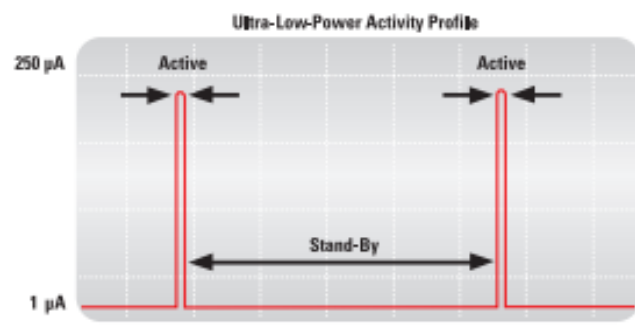 Ultra-Low-Power Activity Profile
250 µA
Active
Active
Stand-By
1 µA